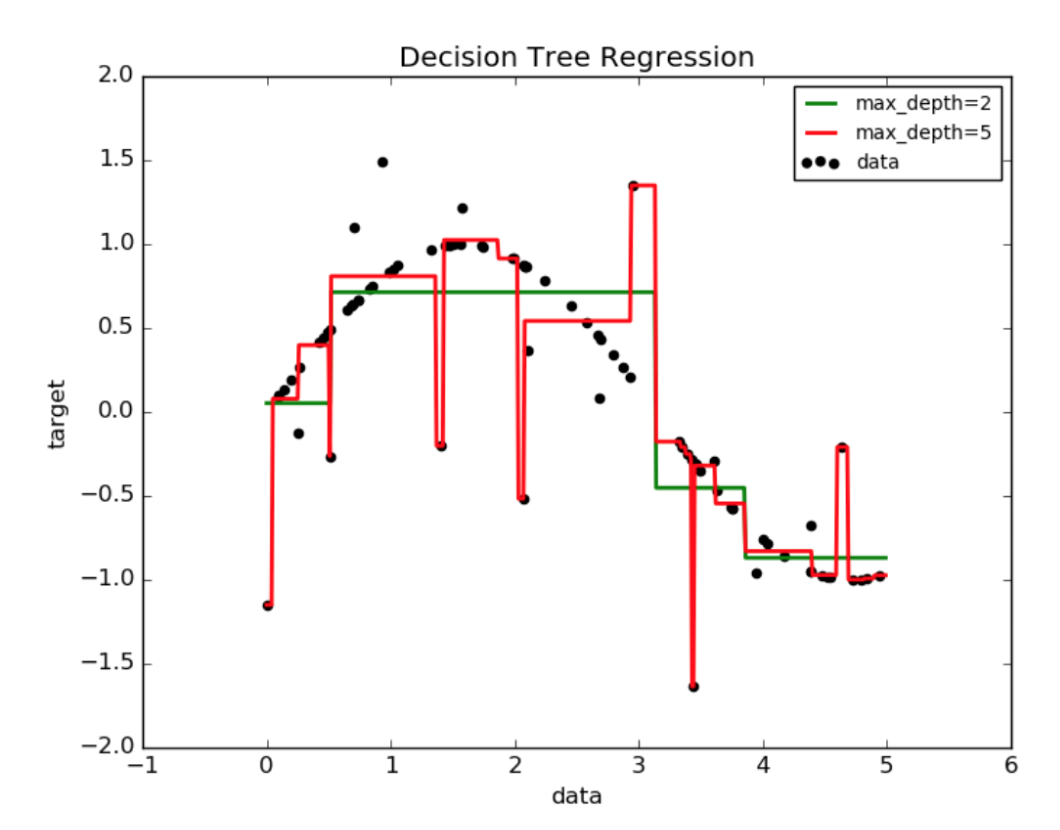 Decision Tree Regression
max_depth=2
max_depth=5
data
2.0
1.5
1.0
0.5
0.0
−0.5
−1.0
−1.5
−2.0
target
−1 0 1 2 3 4 5 6
data